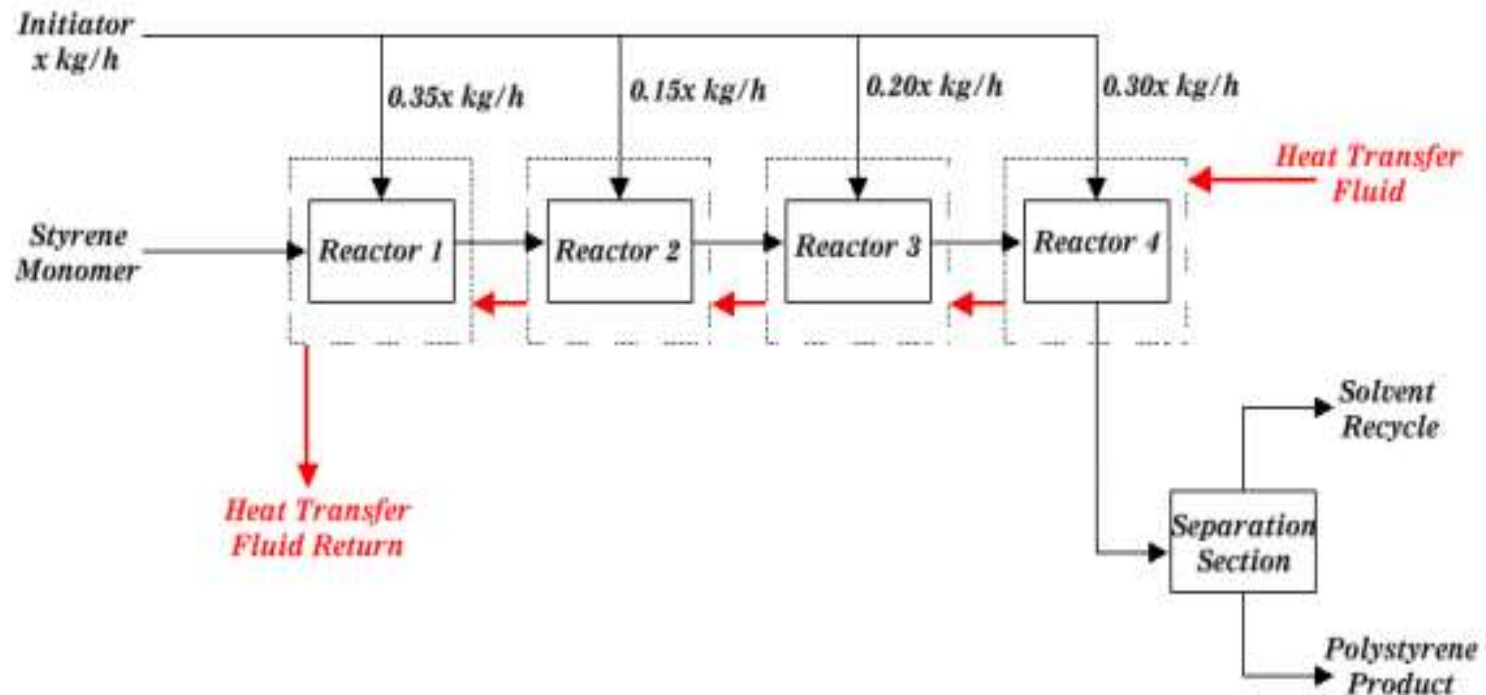 Initiator
x kg/h
0.35x kg/h
0.15x kg/h
0.20x kg/h
0.30x kg/h
Heat Transfer
Fluid
Styrene
Monomer
Reactor 1
Reactor 2
Reactor 3
Reactor 4
Heat Transfer
Fluid Return
Solvent
Recycle
Separation
Section
Polystyrene
Product